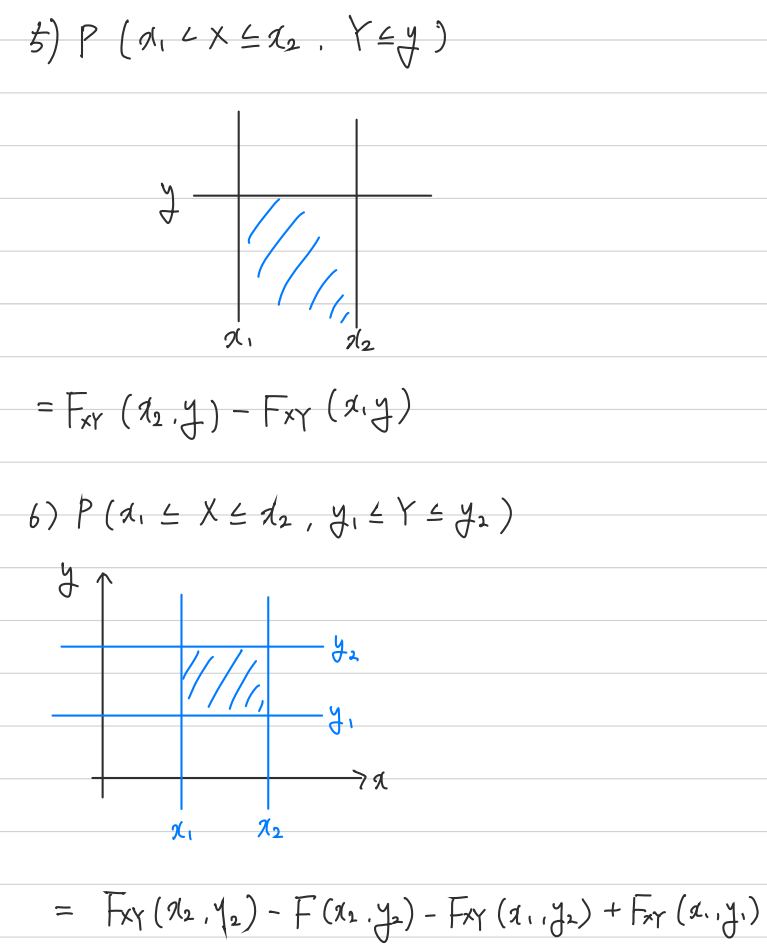 5) P ( x₁ < X ≤ x₂ . Y ≤ y )
y
x₁ x₂
= F_XY (x₂ . y) - F_XY (x₁ y)
6) P ( x₁ ≤ X ≤ x₂ , y₁ ≤ Y ≤ y₂ )
y
y₂
y₁
x
x₁ x₂
= F_XY (x₂ , y₂) - F (x₂ . y₂) - F_XY (x₁ , y₂) + F_XY (x₁ , y₁)